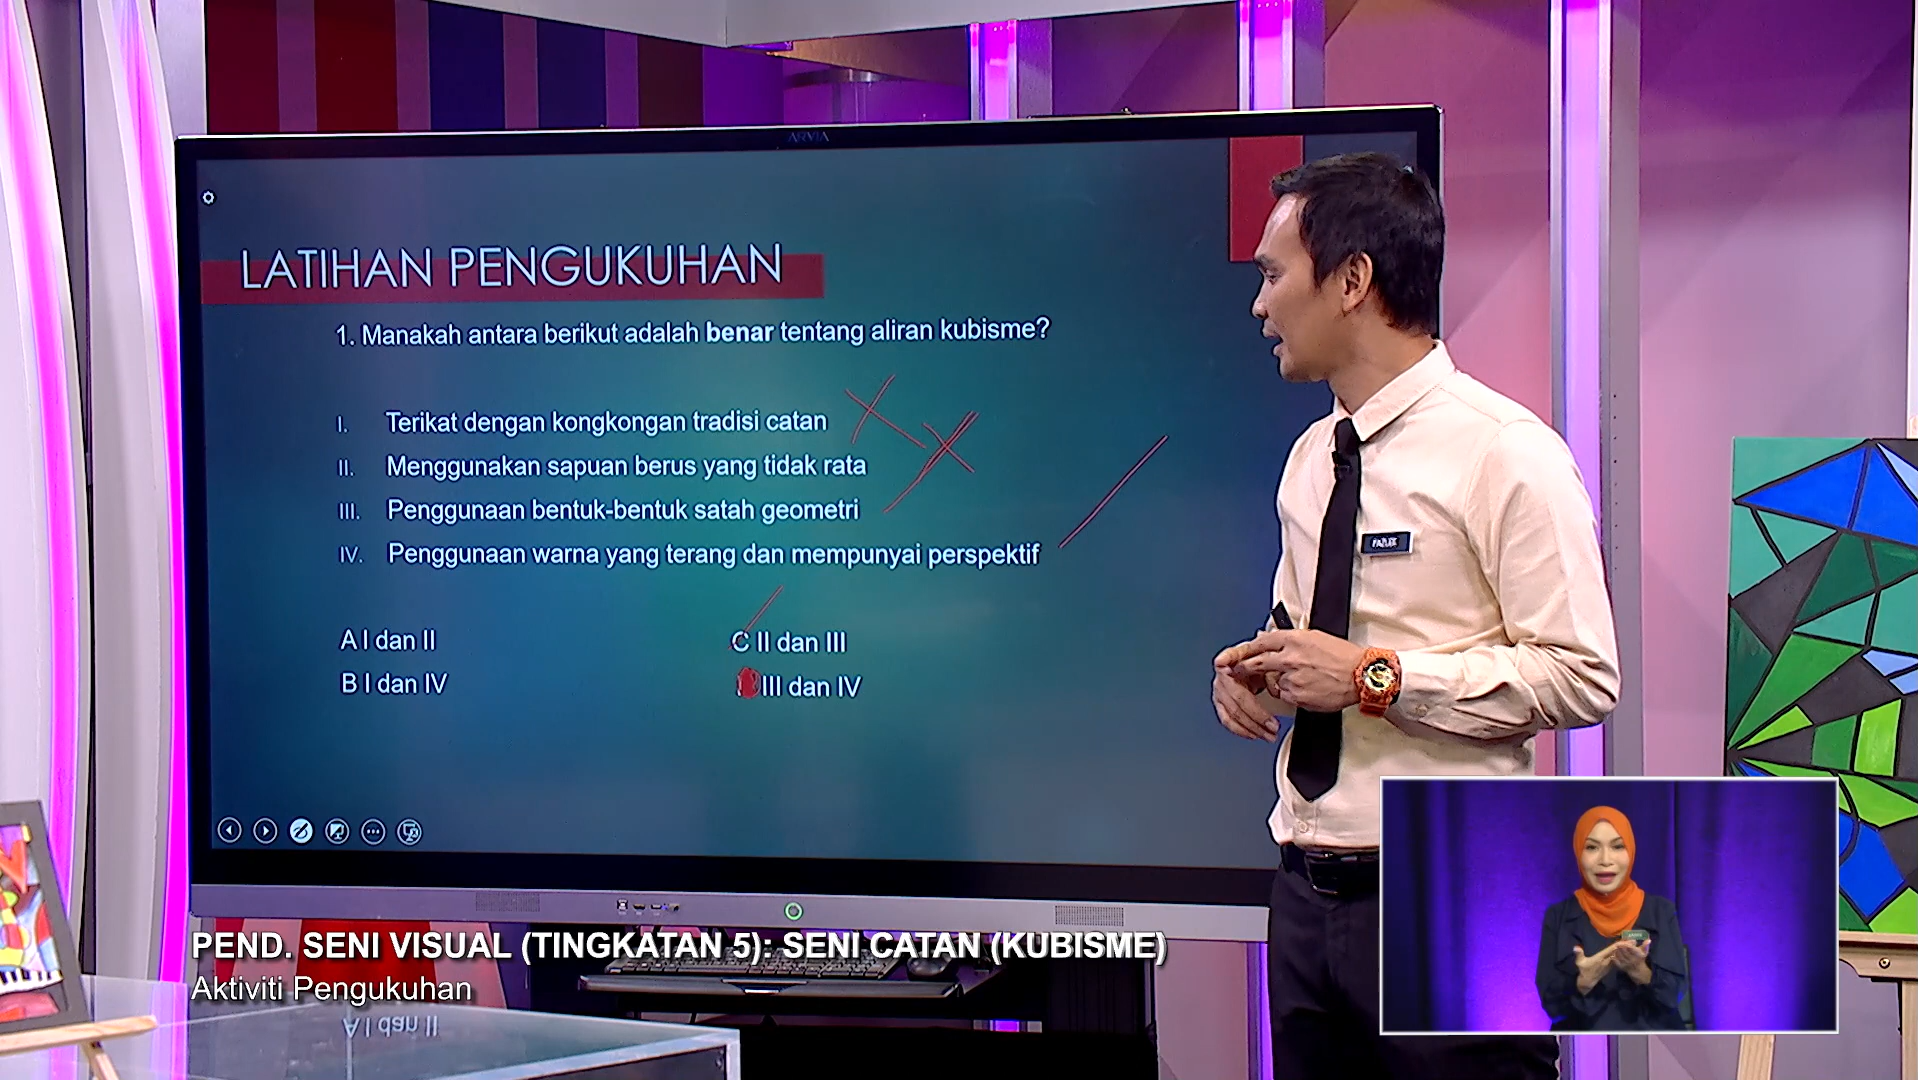 ARVIA
LATIHAN PENGUKUHAN
1. Manakah antara berikut adalah benar tentang aliran kubisme?
I. Terikat dengan kongkongan tradisi catan
II. Menggunakan sapuan berus yang tidak rata
III. Penggunaan bentuk-bentuk satah geometri
IV. Penggunaan warna yang terang dan mempunyai perspektif
A I dan II
B I dan IV
C II dan III
III dan IV
PEND. SENI VISUAL (TINGKATAN 5): SENI CATAN (KUBISME)
Aktiviti Pengukuhan
A I dan II